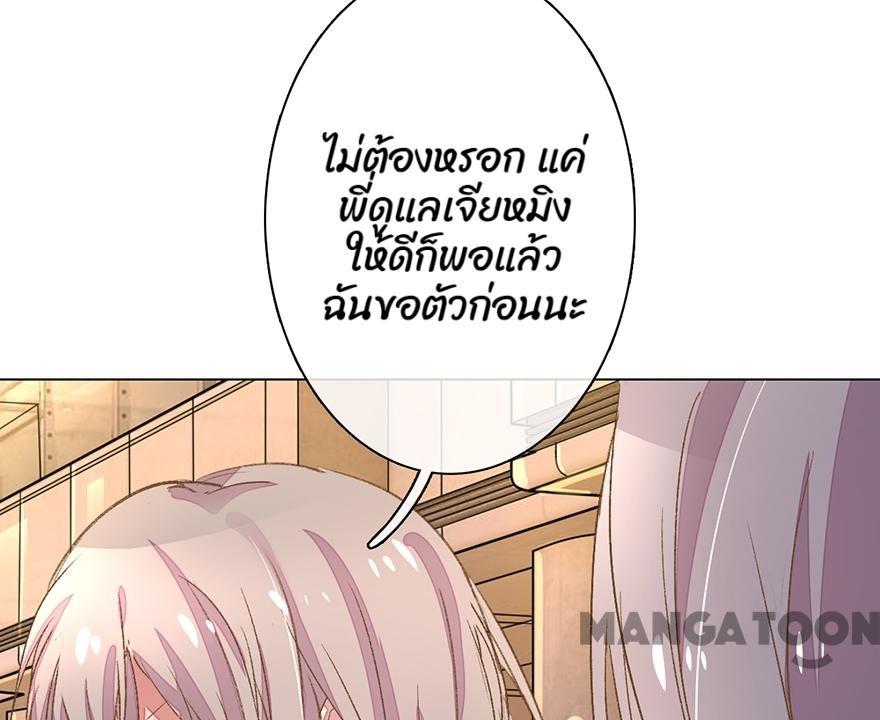 ไม่ต้องหรอก แค่
พี่ดูแลเจียหมิง
ให้ดีก็พอแล้ว
ฉันขอตัวก่อนนะ
MANGATOON